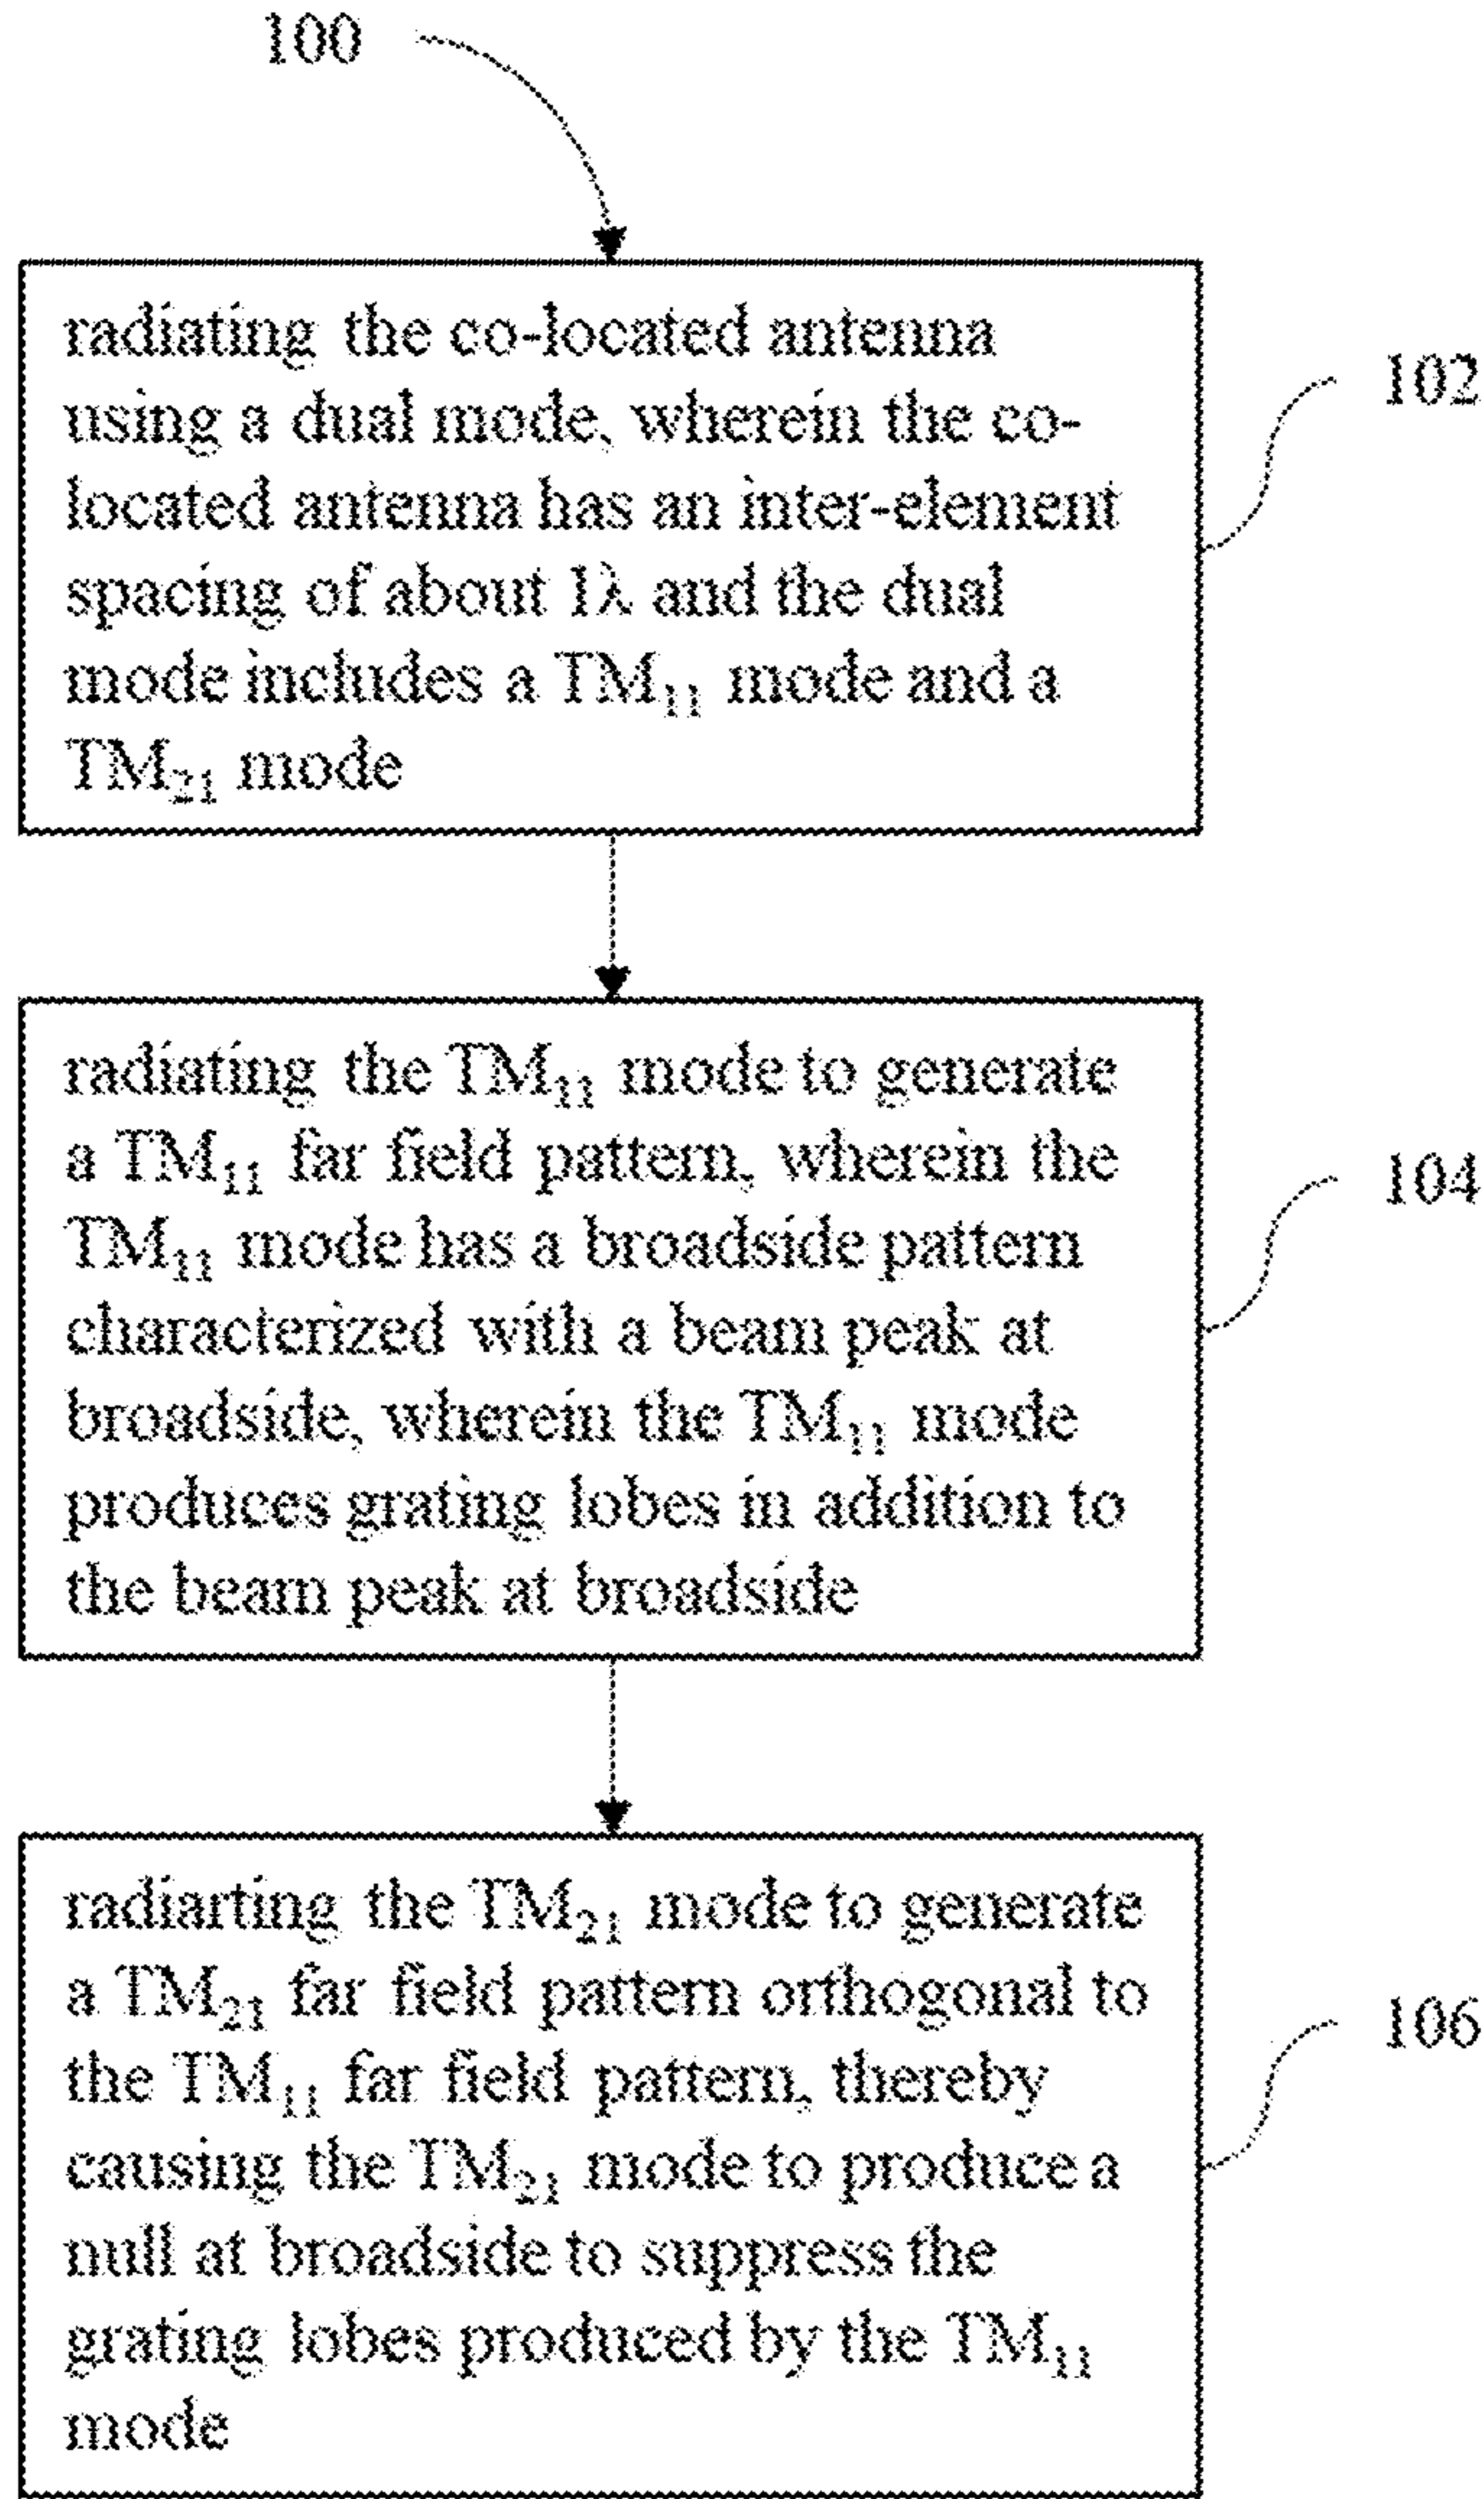 100
radiating the co-located antenna
using a dual mode, wherein the co-
located antenna has an inter-element
spacing of about 1λ and the dual
mode includes a TM₁₁ mode and a
TM₂₁ mode
102
radiating the TM₁₁ mode to generate
a TM₁₁ far field pattern, wherein the
TM₁₁ mode has a broadside pattern
characterized with a beam peak at
broadside, wherein the TM₁₁ mode
produces grating lobes in addition to
the beam peak at broadside
104
radiarting the TM₂₁ mode to generate
a TM₂₁ far field pattern orthogonal to
the TM₁₁ far field pattern, thereby
causing the TM₂₁ mode to produce a
null at broadside to suppress the
grating lobes produced by the TM₁₁
mode
106